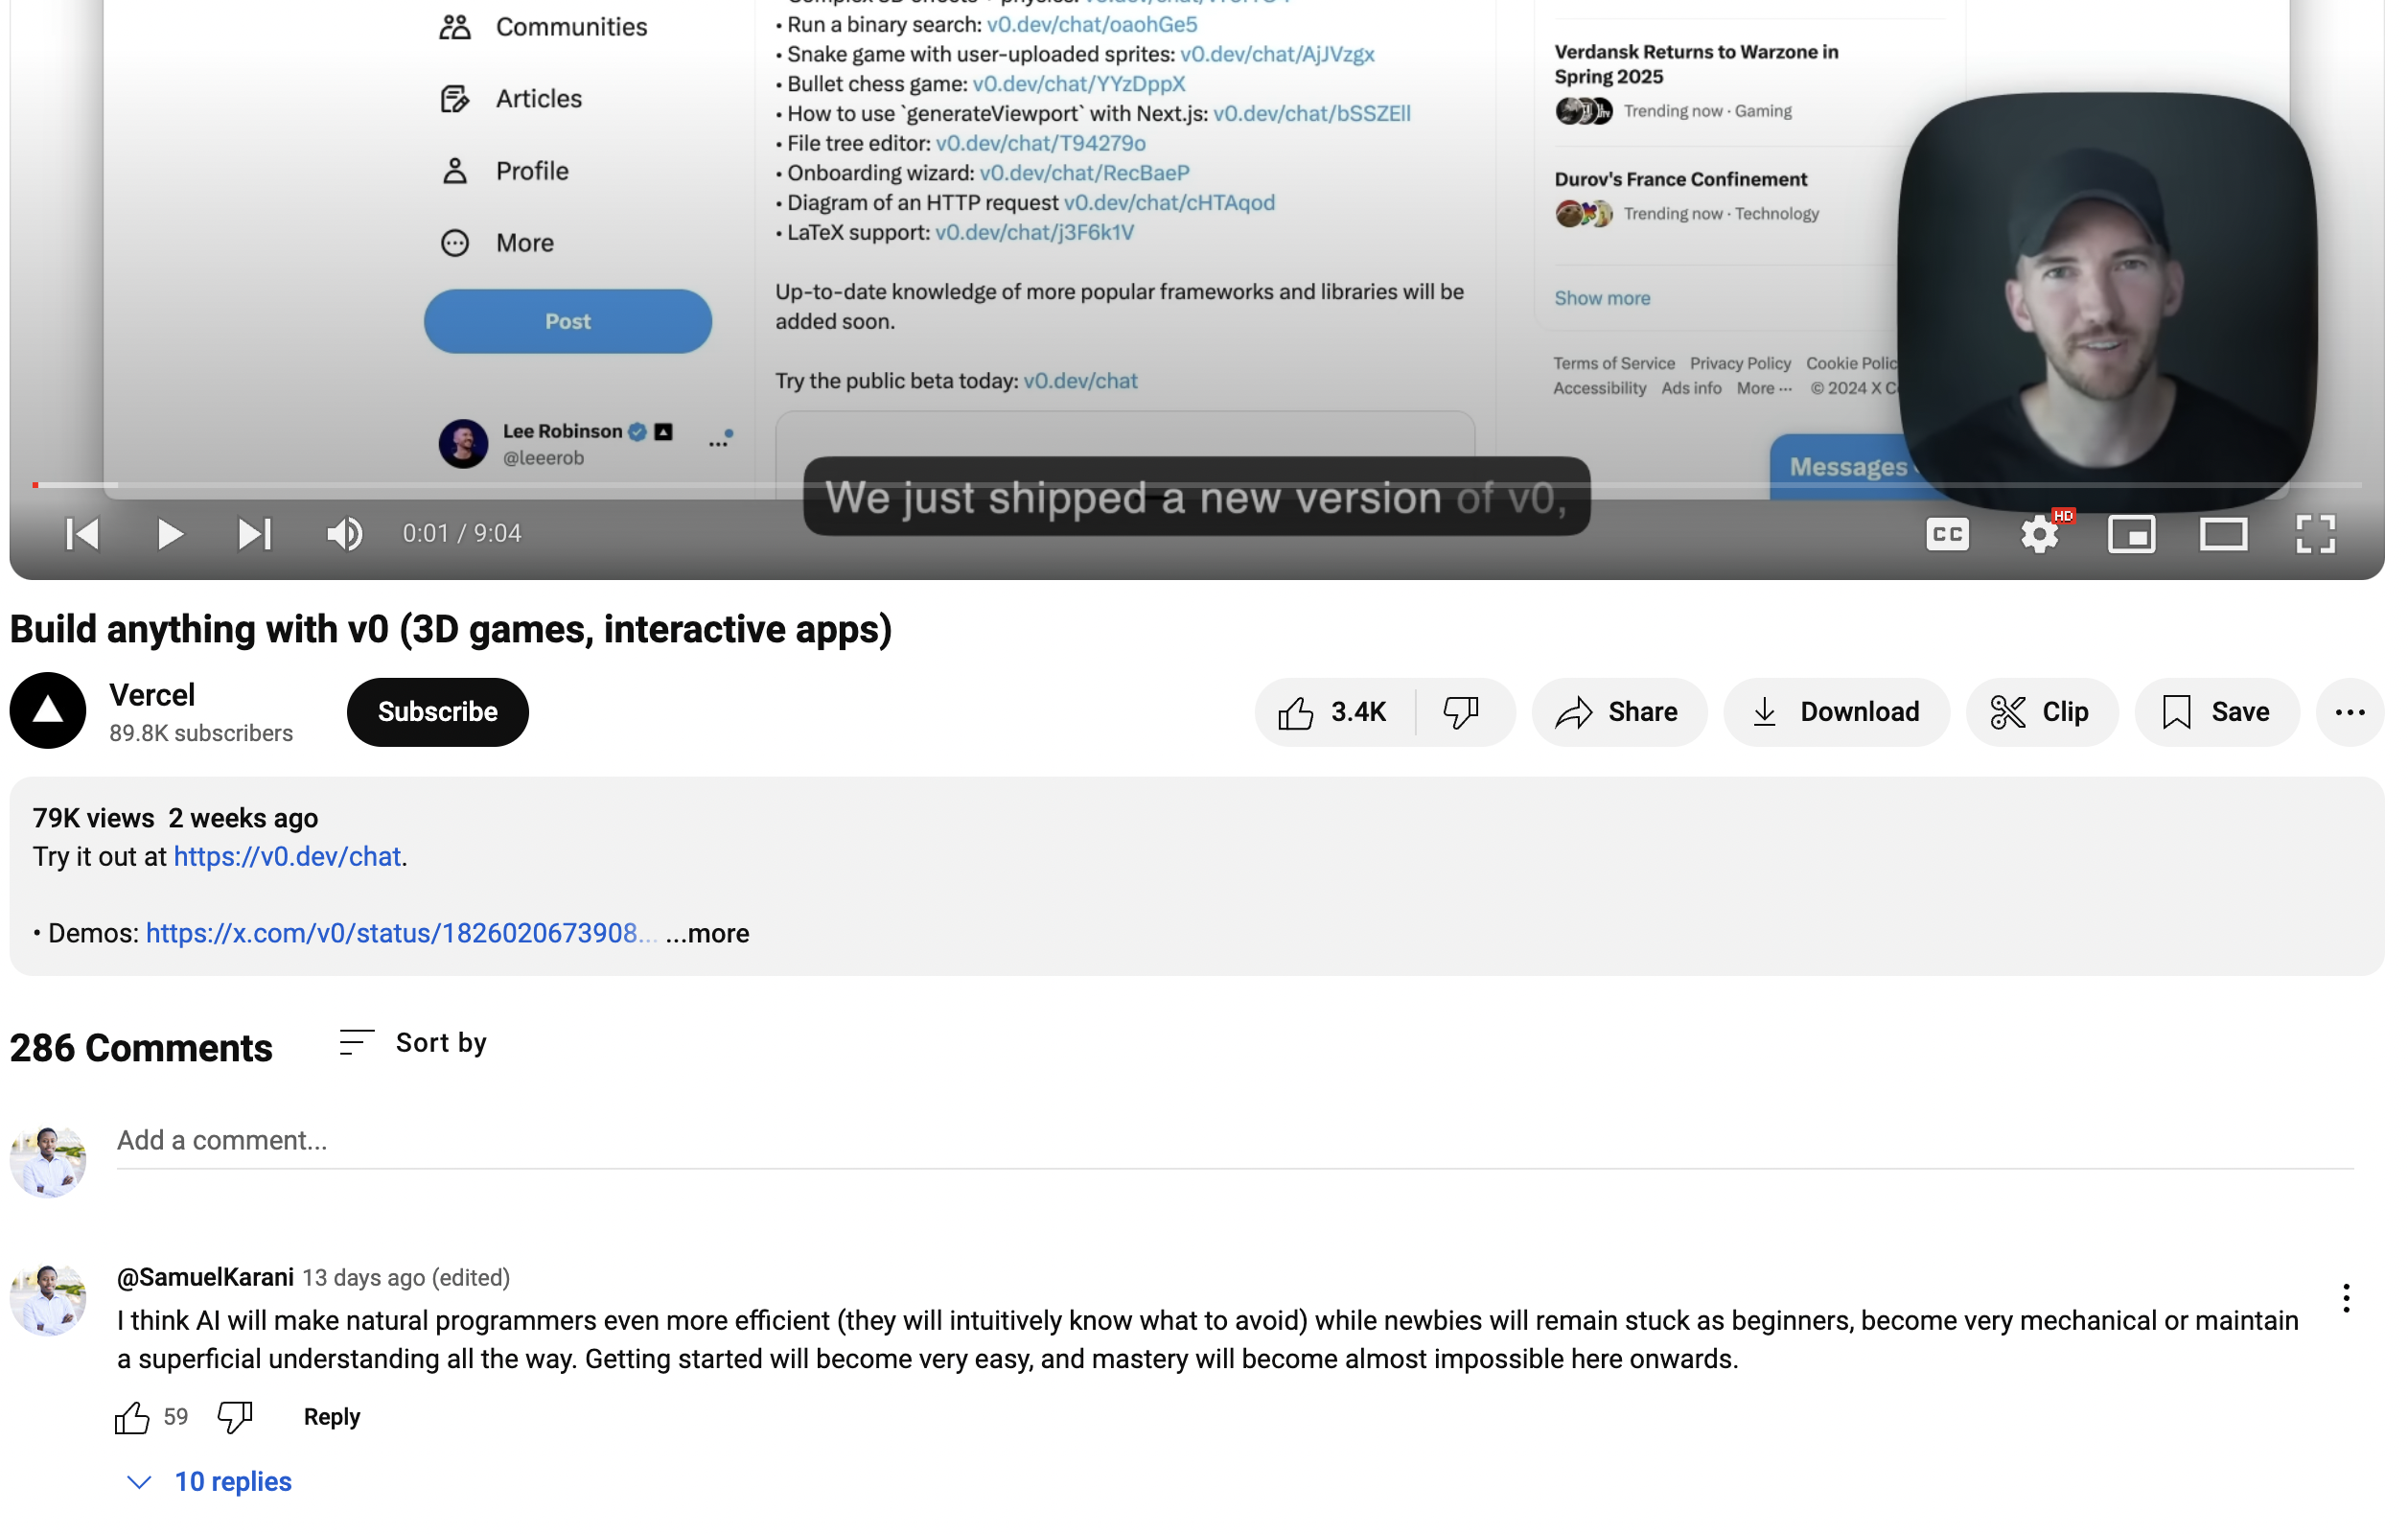 Communities
Articles
Profile
More
Post
Lee Robinson
@leeerob
• Run a binary search: v0.dev/chat/oaohGe5
• Snake game with user-uploaded sprites: v0.dev/chat/AjJVzgx
• Bullet chess game: v0.dev/chat/YYzDppX
• How to use `generateViewport` with Next.js: v0.dev/chat/bSSZEll
• File tree editor: v0.dev/chat/T94279o
• Onboarding wizard: v0.dev/chat/RecBaeP
• Diagram of an HTTP request v0.dev/chat/cHTAqod
• LaTeX support: v0.dev/chat/j3F6k1V
Up-to-date knowledge of more popular frameworks and libraries will be
added soon.
Try the public beta today: v0.dev/chat
Verdansk Returns to Warzone in
Spring 2025
Trending now · Gaming
Durov's France Confinement
Trending now · Technology
Show more
Terms of Service Privacy Policy Cookie Polic
Accessibility Ads info More ··· © 2024 X C
Messages
We just shipped a new version of v0,
0:01 / 9:04
CC
HD
Build anything with v0 (3D games, interactive apps)
Vercel
89.8K subscribers
Subscribe
3.4K
Share
Download
Clip
Save
79K views 2 weeks ago
Try it out at https://v0.dev/chat.
• Demos: https://x.com/v0/status/1826020673908... ...more
286 Comments
Sort by
Add a comment...
@SamuelKarani 13 days ago (edited)
I think AI will make natural programmers even more efficient (they will intuitively know what to avoid) while newbies will remain stuck as beginners, become very mechanical or maintain
a superficial understanding all the way. Getting started will become very easy, and mastery will become almost impossible here onwards.
59
Reply
10 replies